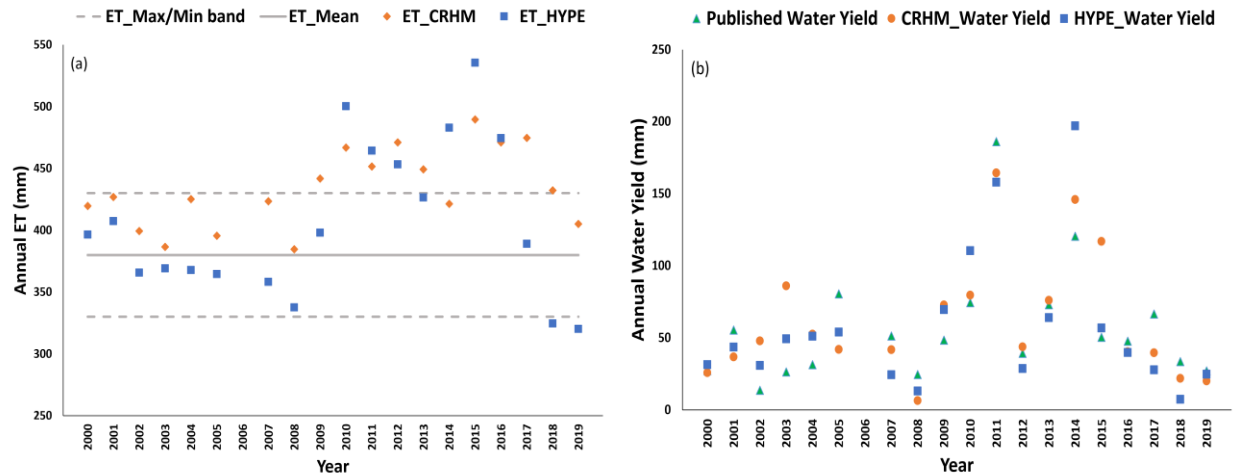 ET_Max/Min band ET_Mean ET_CRHM ET_HYPE
(a)
Annual ET (mm)
550
500
450
400
350
300
250
2000 2001 2002 2003 2004 2005 2006 2007 2008 2009 2010 2011 2012 2013 2014 2015 2016 2017 2018 2019
Year
Published Water Yield CRHM_Water Yield HYPE_Water Yield
(b)
Annual Water Yield (mm)
250
200
150
100
50
0
2000 2001 2002 2003 2004 2005 2006 2007 2008 2009 2010 2011 2012 2013 2014 2015 2016 2017 2018 2019
Year